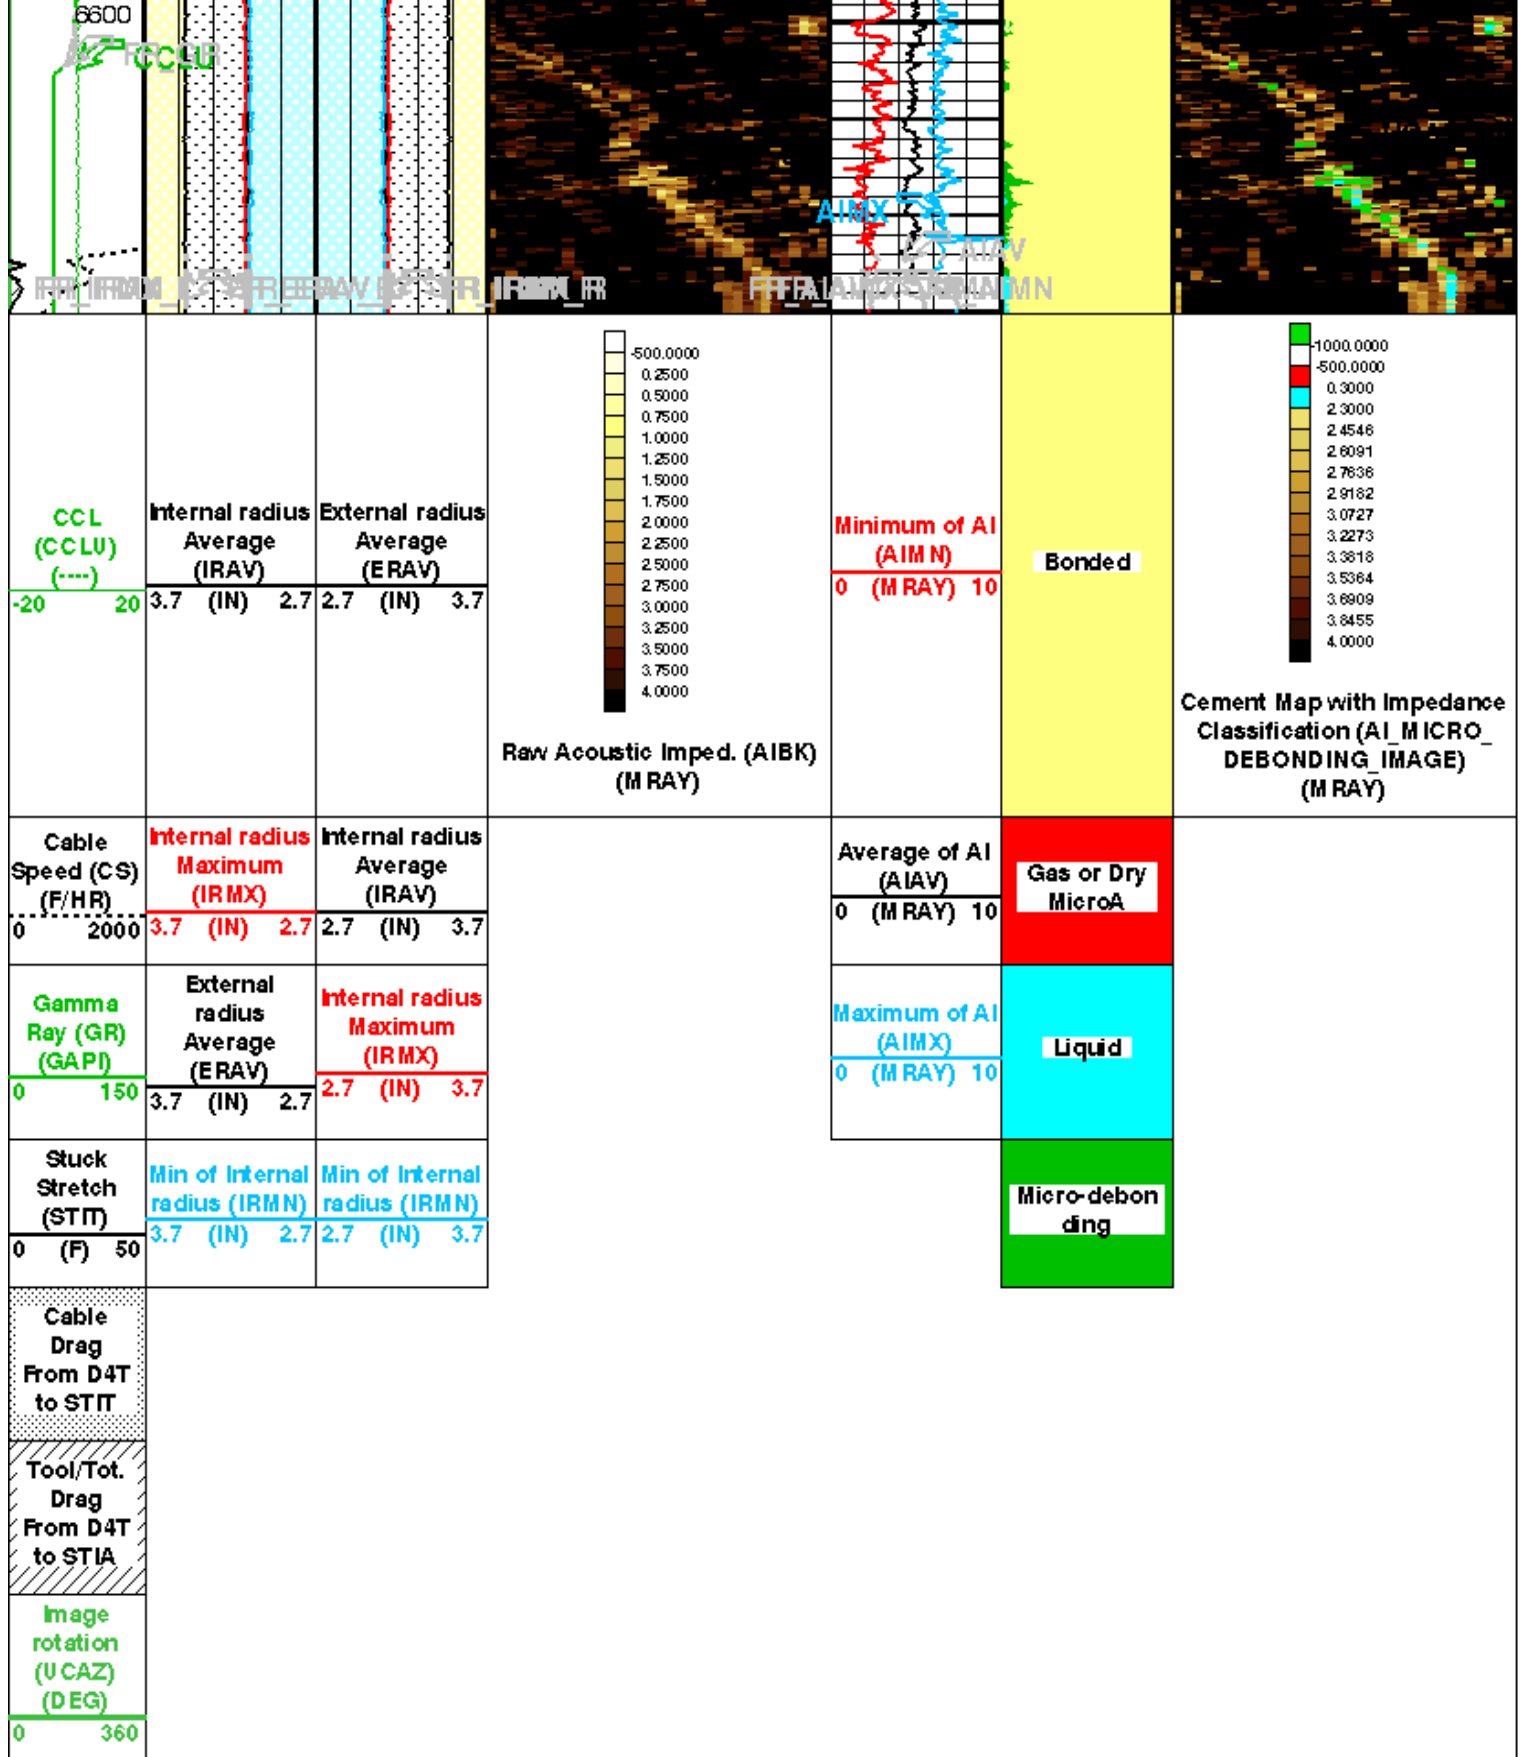 6600
CCLU
AIMX
AIAV
CCL
(CCLU)
(----)
-20 20
Internal radius
Average
(IRAV)
3.7 (IN) 2.7
External radius
Average
(ERAV)
2.7 (IN) 3.7
-500.0000
0.2500
0.5000
0.7500
1.0000
1.2500
1.5000
1.7500
2.0000
2.2500
2.5000
2.7500
3.0000
3.2500
3.5000
3.7500
4.0000
Raw Acoustic Imped. (AIBK)
(MRAY)
Minimum of AI
(AIMN)
0 (MRAY) 10
Bonded
-1000.0000
-500.0000
0.3000
2.3000
2.4546
2.6091
2.7636
2.9182
3.0727
3.2273
3.3818
3.5364
3.6909
3.8455
4.0000
Cement Map with Impedance
Classification (AI_MICRO_
DEBONDING_IMAGE)
(MRAY)
Cable
Speed (CS)
(F/HR)
0 2000
Internal radius
Maximum
(IRMX)
3.7 (IN) 2.7
Internal radius
Average
(IRAV)
2.7 (IN) 3.7
Average of AI
(AIAV)
0 (MRAY) 10
Gas or Dry
MicroA
Gamma
Ray (GR)
(GAPI)
0 150
External
radius
Average
(ERAV)
3.7 (IN) 2.7
Internal radius
Maximum
(IRMX)
2.7 (IN) 3.7
Maximum of AI
(AIMX)
0 (MRAY) 10
Liquid
Stuck
Stretch
(STIT)
0 (F) 50
Min of Internal
radius (IRMN)
3.7 (IN) 2.7
Min of Internal
radius (IRMN)
2.7 (IN) 3.7
Micro-debon
ding
Cable
Drag
From D4T
to STIT
Tool/Tot.
Drag
From D4T
to STIA
Image
rotation
(UCAZ)
(DEG)
0 360